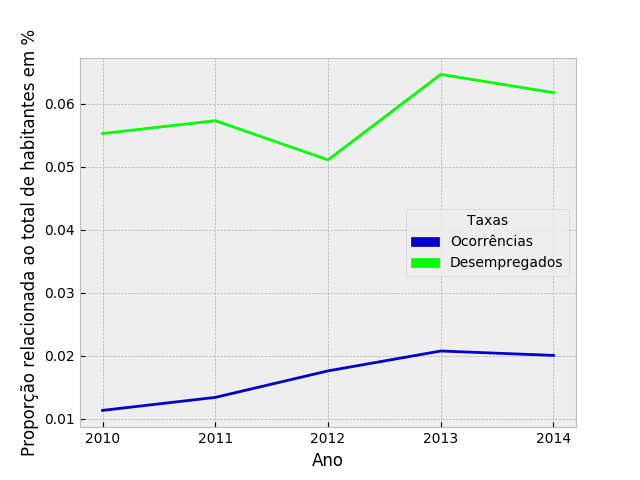 Proporção relacionada ao total de habitantes em %
0.06
0.05
0.04
0.03
0.02
0.01
Taxas
Ocorrências
Desempregados
2010 2011 2012 2013 2014
Ano